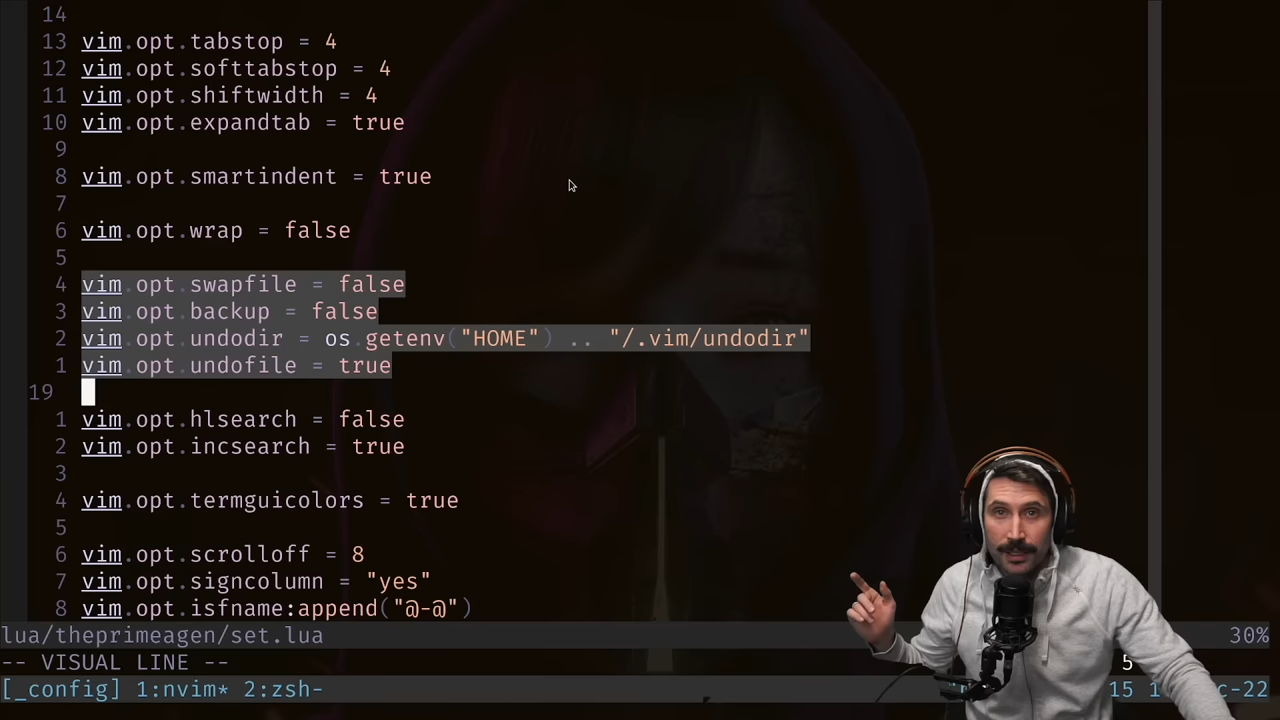 14
13 vim.opt.tabstop = 4
12 vim.opt.softtabstop = 4
11 vim.opt.shiftwidth = 4
10 vim.opt.expandtab = true
9
8 vim.opt.smartindent = true
7
6 vim.opt.wrap = false
5
4 vim.opt.swapfile = false
3 vim.opt.backup = false
2 vim.opt.undodir = os.getenv("HOME") .. "/.vim/undodir"
1 vim.opt.undofile = true
19
1 vim.opt.hlsearch = false
2 vim.opt.incsearch = true
3
4 vim.opt.termguicolors = true
5
6 vim.opt.scrolloff = 8
7 vim.opt.signcolumn = "yes"
8 vim.opt.isfname:append("@-@")
lua/theprimeagen/set.lua 30%
-- VISUAL LINE -- 5
[_config] 1:nvim* 2:zsh- 15 c-22